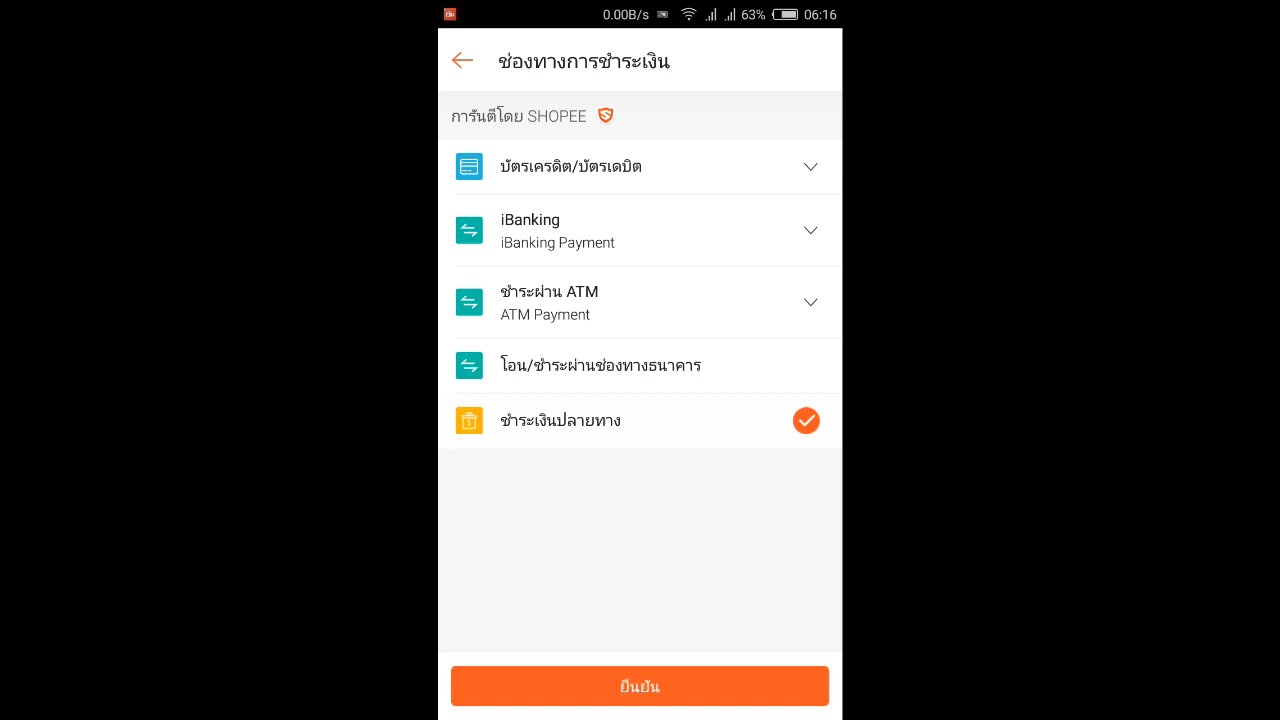 0.00B/s 63% 06:16
ช่องทางการชำระเงิน
การันตีโดย SHOPEE
บัตรเครดิต/บัตรเดบิต
iBanking
iBanking Payment
ชำระผ่าน ATM
ATM Payment
โอน/ชำระผ่านช่องทางธนาคาร
ชำระเงินปลายทาง
ยืนยัน